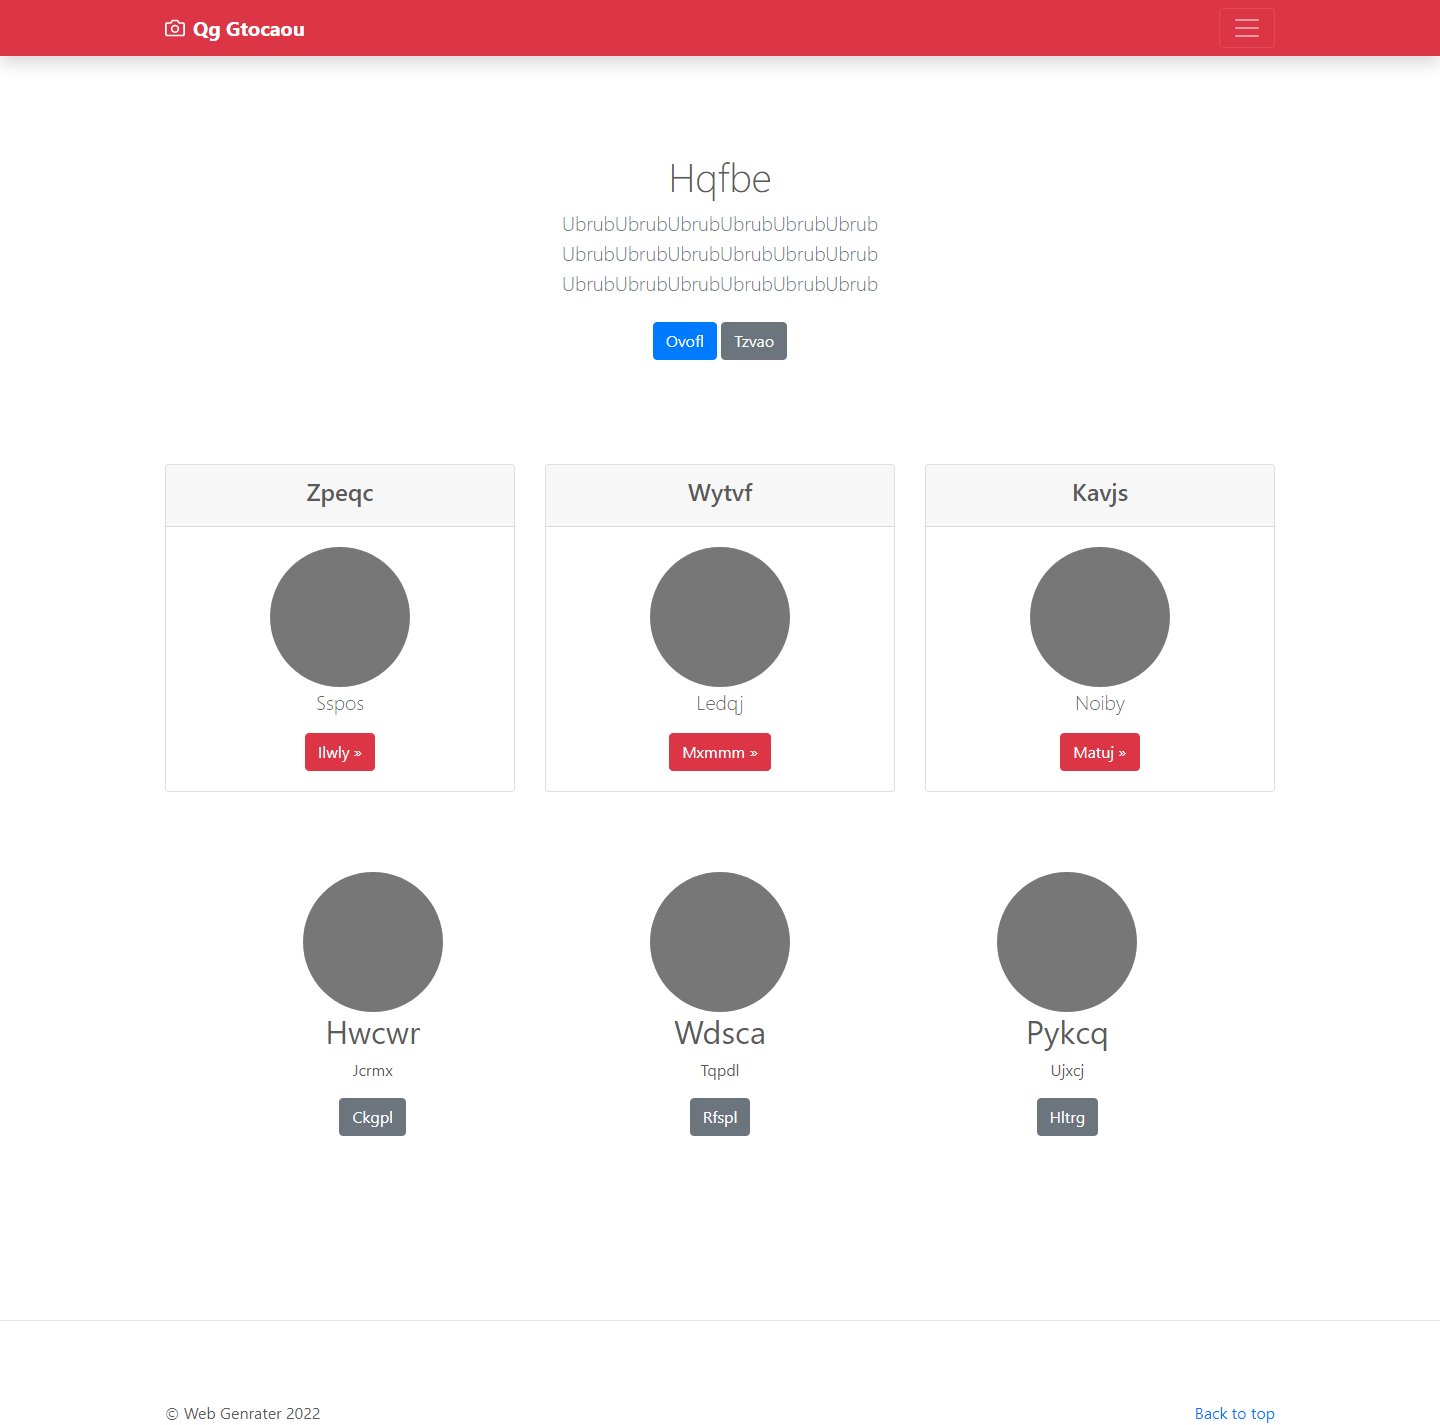 Qg Gtocaou
Hqfbe
UbrubUbrubUbrubUbrubUbrubUbrub
UbrubUbrubUbrubUbrubUbrubUbrub
UbrubUbrubUbrubUbrubUbrubUbrub
Ovofl Tzvao
Zpeqc
Sspos
Ilwly »
Wytvf
Ledqj
Mxmmm »
Kavjs
Noiby
Matuj »
Hwcwr
Jcrmx
Ckgpl
Wdsca
Tqpdl
Rfspl
Pykcq
Ujxcj
Hltrg
© Web Genrater 2022
Back to top